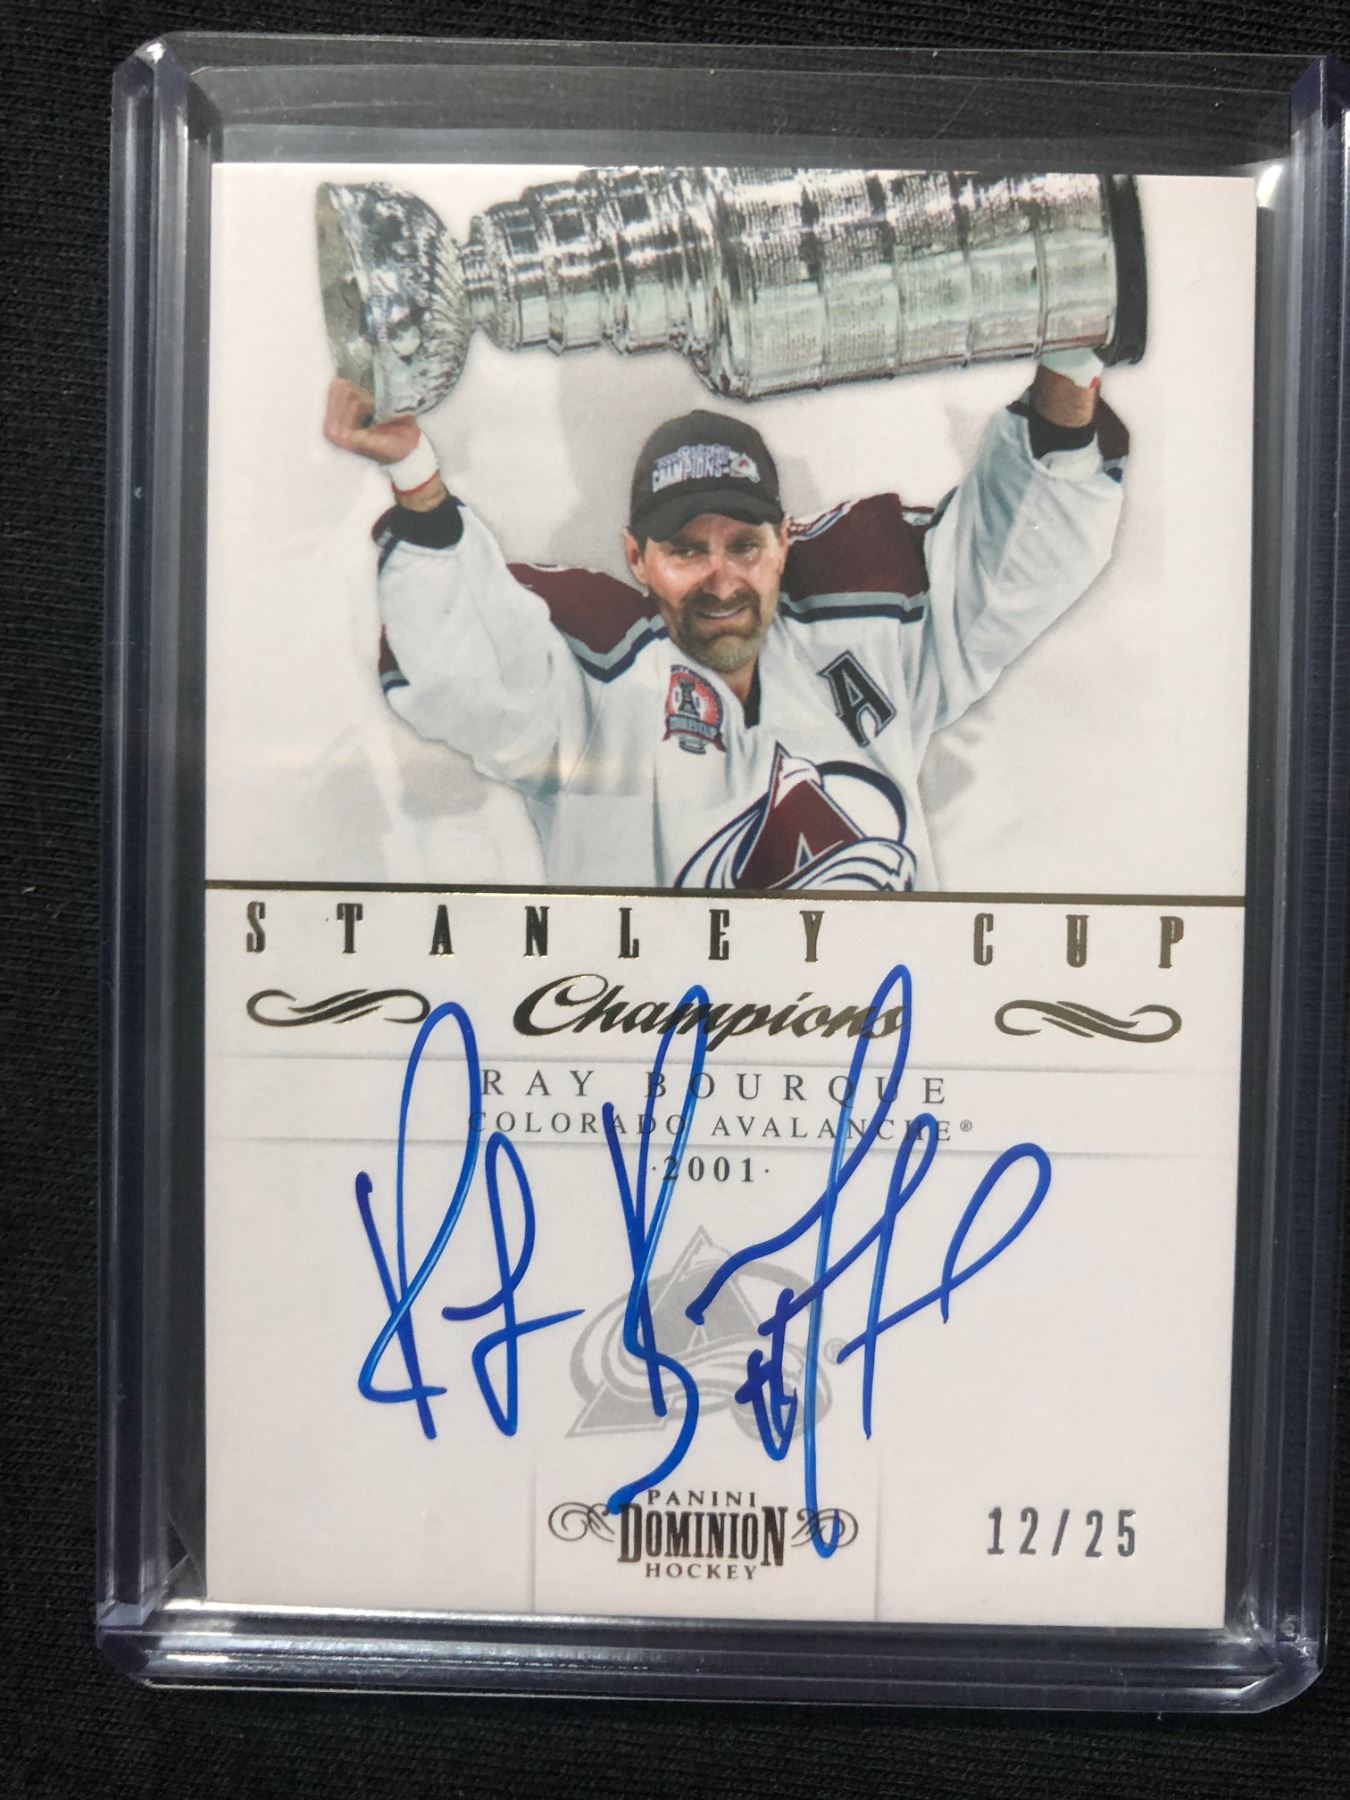 CHAMPIONS
A
STANLEY CUP
Champions
RAY BOURQUE
COLORADO AVALANCHE®
·2001·
®
PANINI
DOMINION
HOCKEY
12/25